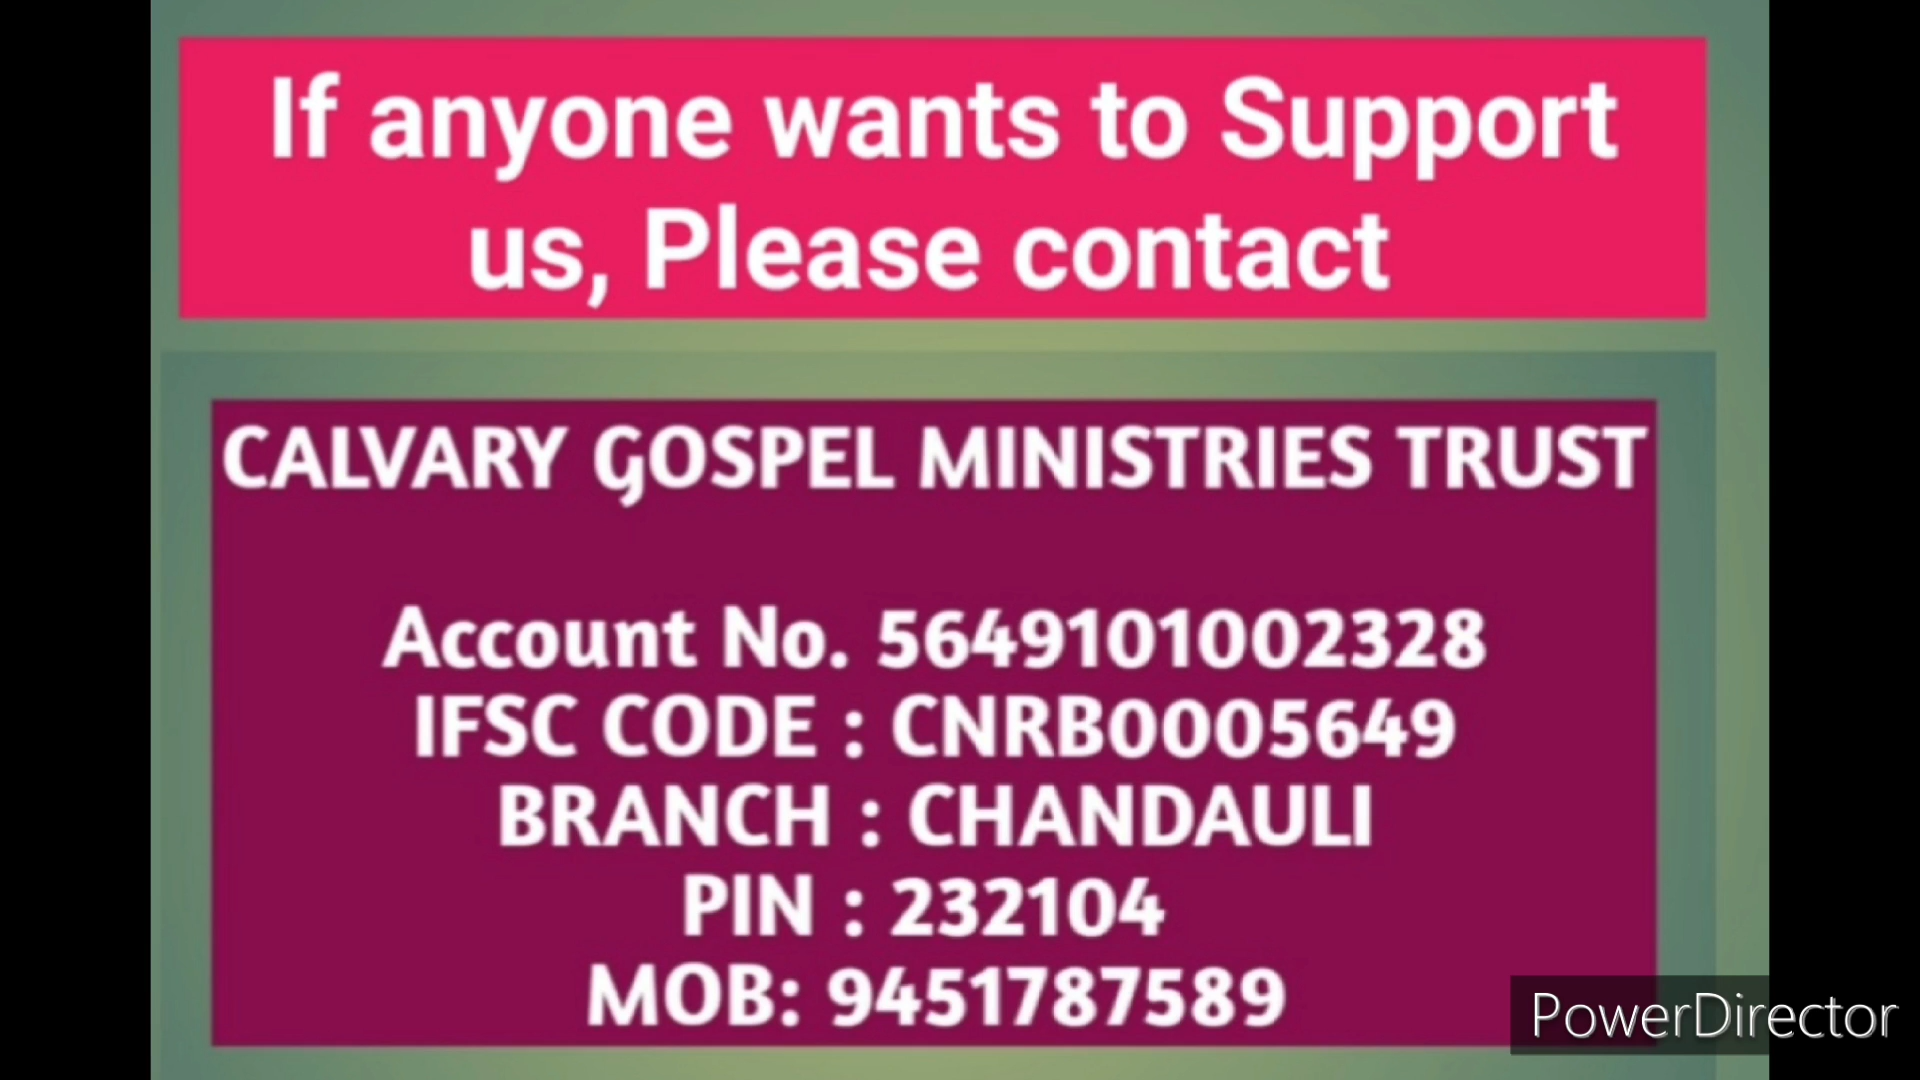 If anyone wants to Support
us, Please contact
CALVARY GOSPEL MINISTRIES TRUST
Account No. 5649101002328
IFSC CODE : CNRB0005649
BRANCH : CHANDAULI
PIN : 232104
MOB: 9451787589
PowerDirector